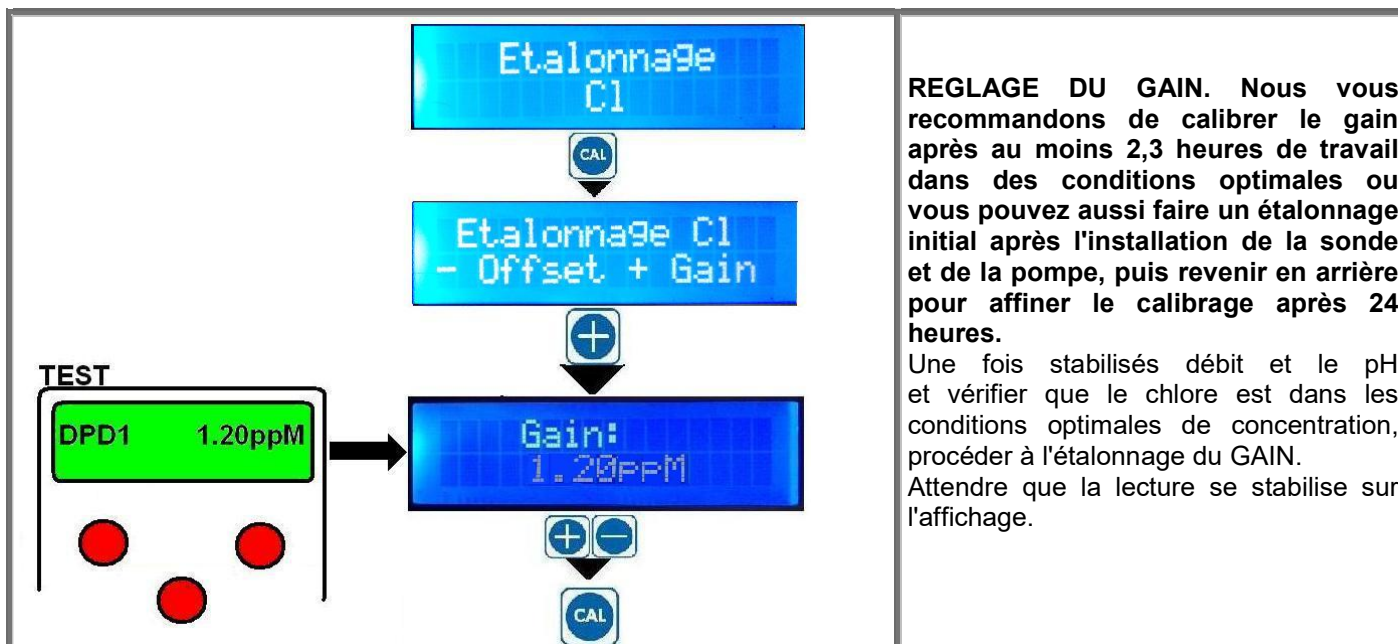 Etalonnage
Cl
CAL
Etalonnage Cl
- Offset + Gain
+
TEST
DPD1 1.20ppM
Gain:
1.20ppM
+ -
CAL
REGLAGE DU GAIN. Nous vous
recommandons de calibrer le gain
après au moins 2,3 heures de travail
dans des conditions optimales ou
vous pouvez aussi faire un étalonnage
initial après l'installation de la sonde
et de la pompe, puis revenir en arrière
pour affiner le calibrage après 24
heures.
Une fois stabilisés débit et le pH
et vérifier que le chlore est dans les
conditions optimales de concentration,
procéder à l'étalonnage du GAIN.
Attendre que la lecture se stabilise sur
l'affichage.